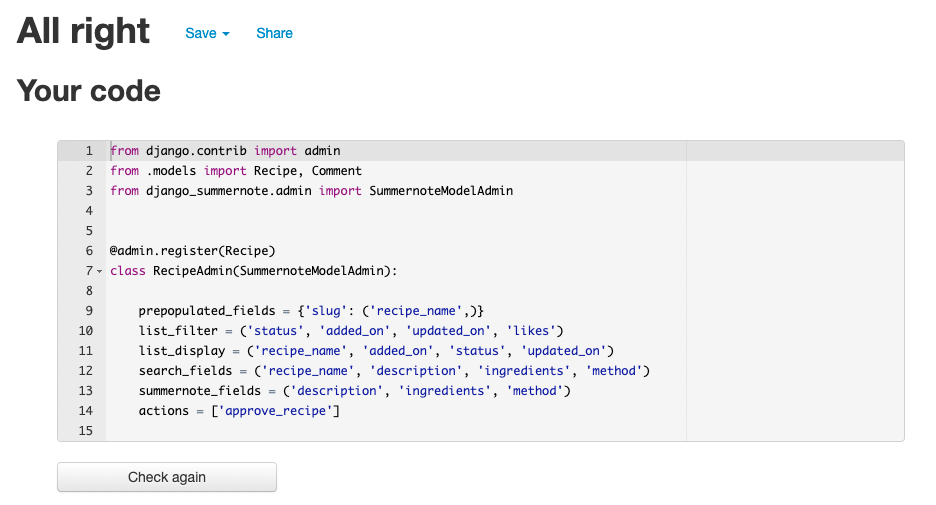 All right Save Share
Your code
1 from django.contrib import admin
2 from .models import Recipe, Comment
3 from django_summernote.admin import SummernoteModelAdmin
4
5
6 @admin.register(Recipe)
7 class RecipeAdmin(SummernoteModelAdmin):
8
9 prepopulated_fields = {'slug': ('recipe_name',)}
10 list_filter = ('status', 'added_on', 'updated_on', 'likes')
11 list_display = ('recipe_name', 'added_on', 'status', 'updated_on')
12 search_fields = ('recipe_name', 'description', 'ingredients', 'method')
13 summernote_fields = ('description', 'ingredients', 'method')
14 actions = ['approve_recipe']
15
Check again